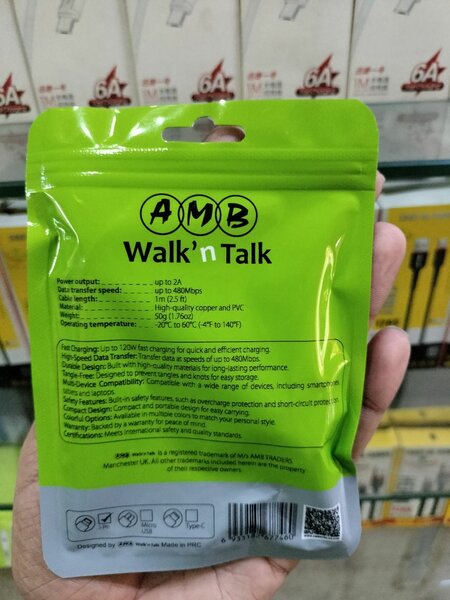 6A
6A
6A
AMB
Walk'n Talk
Power output: up to 2A
Data transfer speed: up to 480Mbps
Cable length: 1m (2.5 ft)
Material: High-quality copper and PVC
Weight: 50g (1.76oz)
Operating temperature: -20°C to 60°C (-4°F to 140°F)
Fast Charging: Up to 120W fast charging for quick and efficient charging.
High-Speed Data Transfer: Transfer data at speeds of up to 480Mbps.
Durable Design: Built with high-quality materials for long-lasting performance.
Tangle-Free: Designed to prevent tangles and knots for easy storage.
Multi-Device Compatibility: Compatible with a wide range of devices, including smartphones
tablets and laptops.
Safety Features: Built-in safety features, such as overcharge protection and short-circuit protection
Compact Design: Compact and portable design for easy carrying.
Colorful Options: Available in multiple colors to match your personal style.
Warranty: Backed by a warranty for peace of mind.
Certifications: Meets international safety and quality standards.
AMB Walk'n Talk is a registered trademark of M/s AMB TRADERS
Manchester UK. All other trademarks included herein are the property
of their respective owners.
Micro
USB
Type-C
Designed by AMB Walk'n Talk Made in PRC